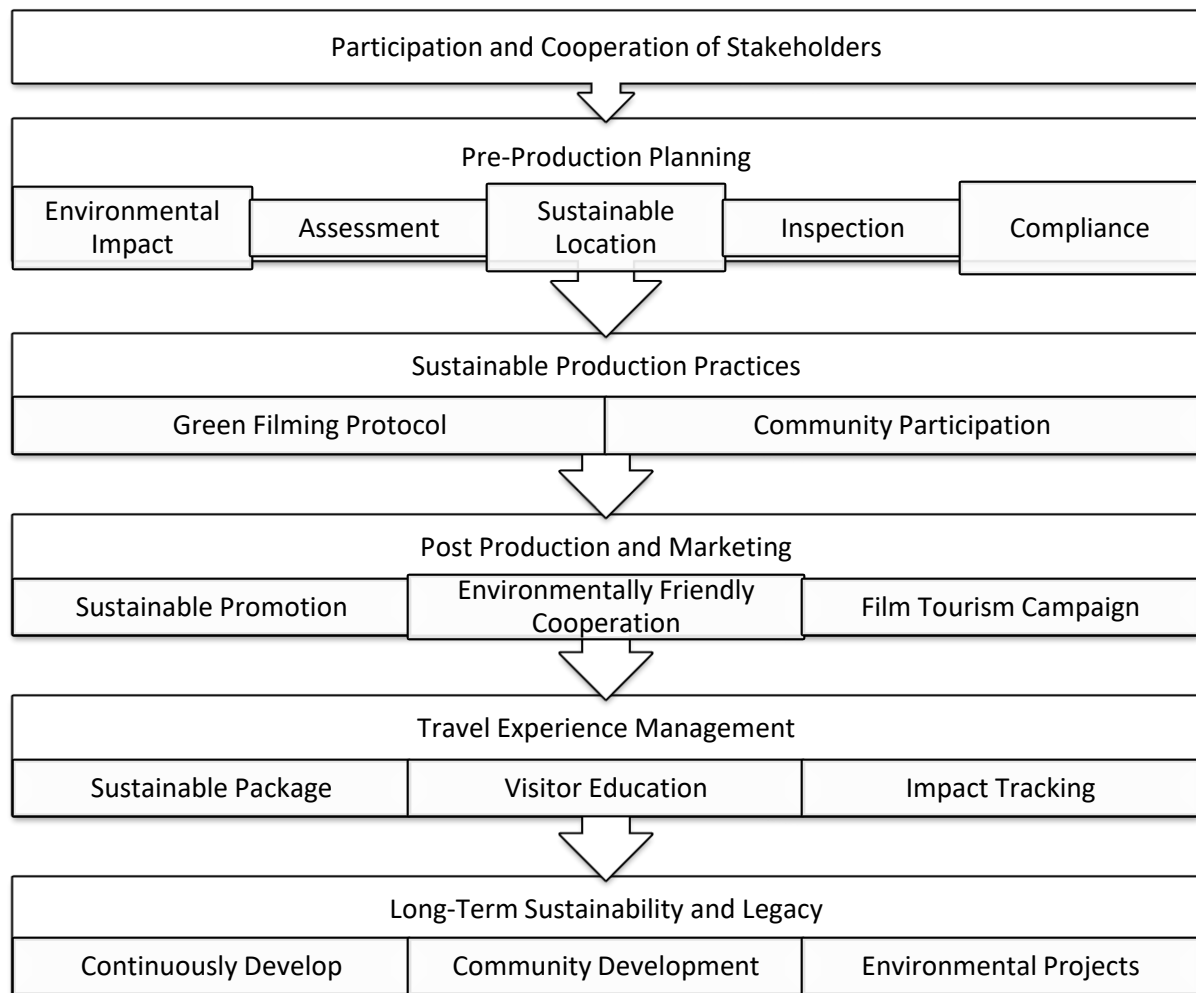 Participation and Cooperation of Stakeholders
Pre-Production Planning
Environmental
Impact
Assessment
Sustainable
Location
Inspection
Compliance
Sustainable Production Practices
Green Filming Protocol
Community Participation
Post Production and Marketing
Sustainable Promotion
Environmentally Friendly
Cooperation
Film Tourism Campaign
Travel Experience Management
Sustainable Package
Visitor Education
Impact Tracking
Long-Term Sustainability and Legacy
Continuously Develop
Community Development
Environmental Projects